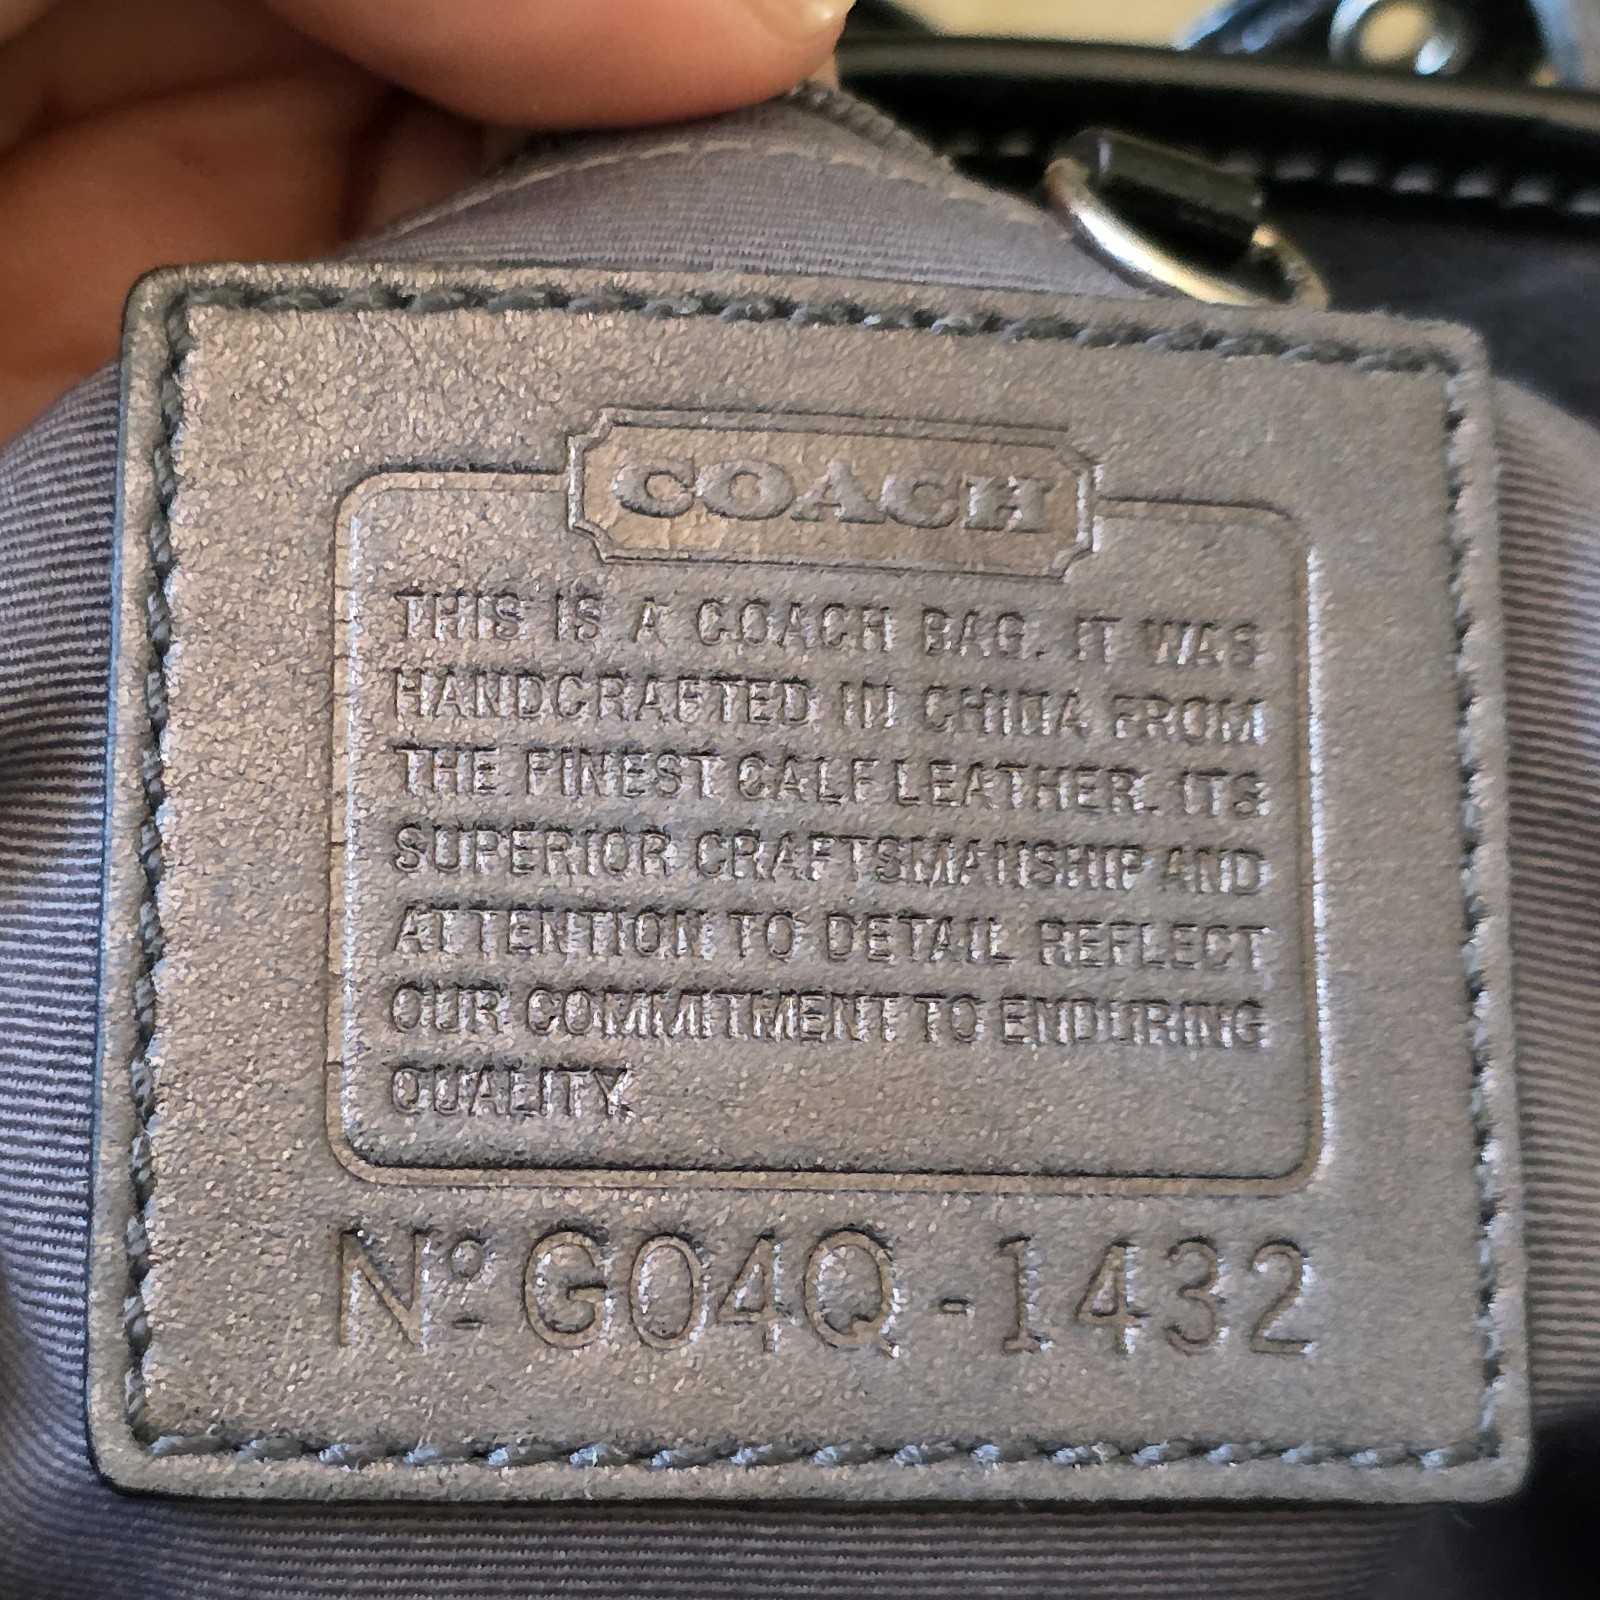 COACH
THIS IS A COACH BAG. IT WAS
HANDCRAFTED IN CHINA FROM
THE FINEST CALF LEATHER. ITS
SUPERIOR CRAFTSMANSHIP AND
ATTENTION TO DETAIL REFLECT
OUR COMMITMENT TO ENDURING
QUALITY.
Nº G04Q-1432